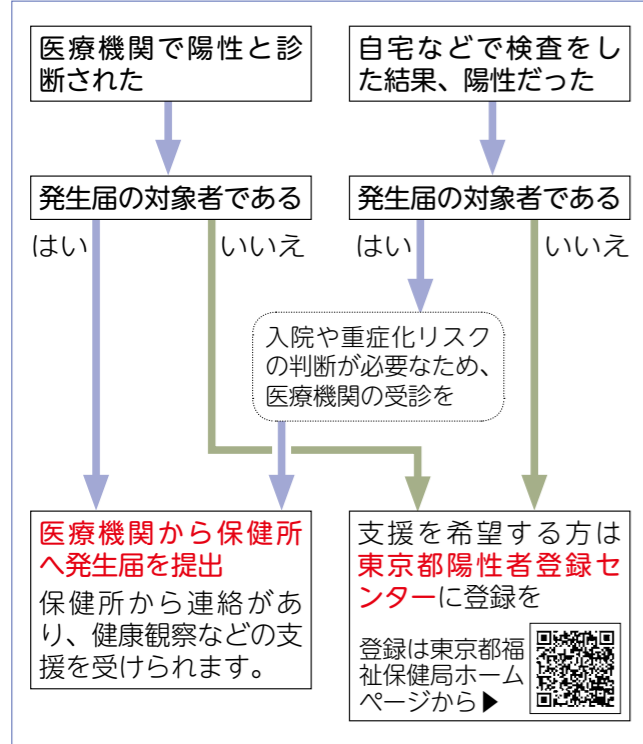 医療機関で陽性と診
断された
自宅などで検査をし
た結果、陽性だった
発生届の対象者である
発生届の対象者である
はい
いいえ
はい
いいえ
入院や重症化リスク
の判断が必要なため、
医療機関の受診を
医療機関から保健所
へ発生届を提出
保健所から連絡があ
り、健康観察などの支
援を受けられます。
支援を希望する方は
東京都陽性者登録セ
ンターに登録を
登録は東京都福
祉保健局ホーム
ページから▶